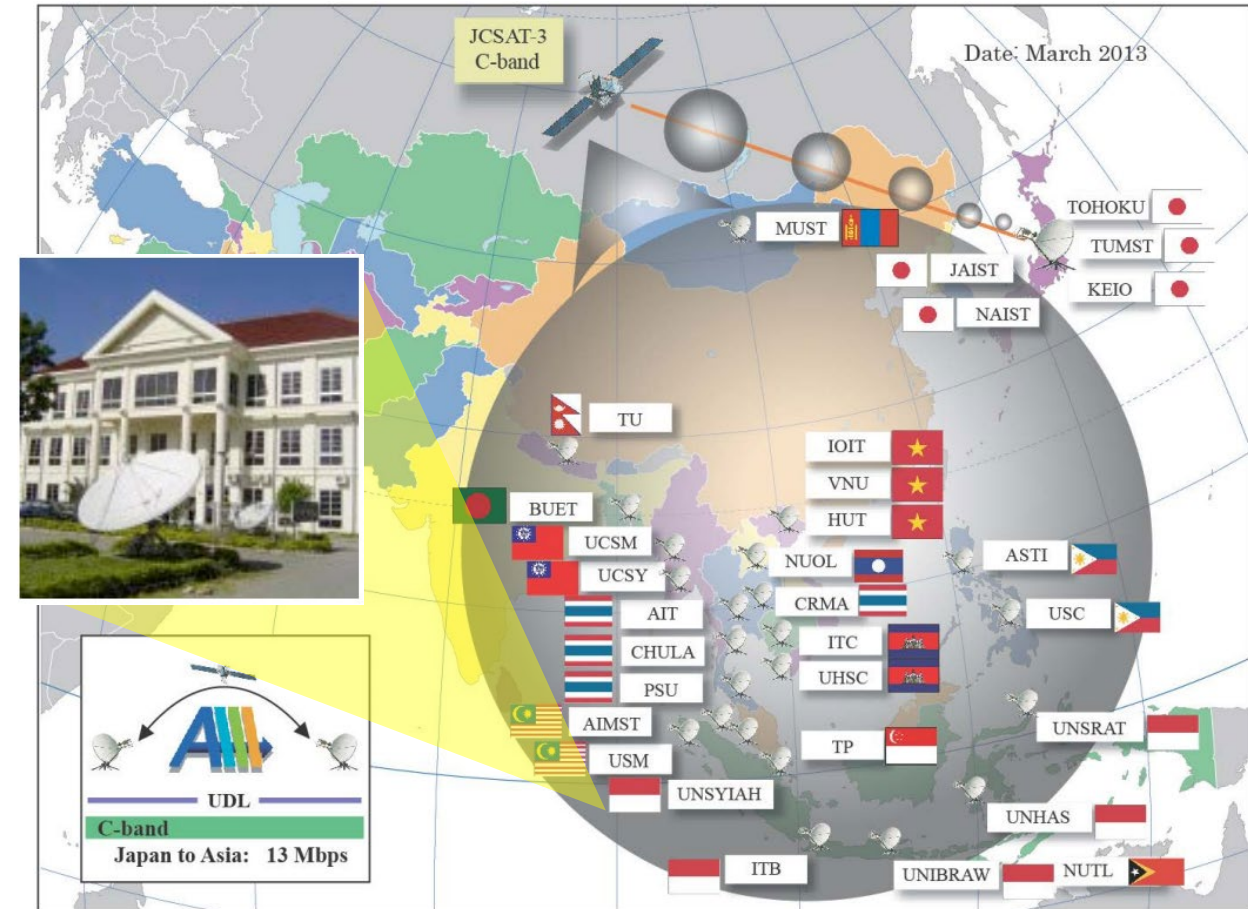 JCSAT-3
C-band
Date: March 2013
TOHOKU
TUMST
KEIO
MUST
JAIST
NAIST
TU
IOIT
VNU
HUT
BUET
UCSM
UCSY
NUOL
ASTI
AIT
CRMA
USC
CHULA
ITC
PSU
UHSC
AIMST
UNSRAT
USM
TP
UNSYIAH
UNHAS
ITB
UNIBRAW
NUTL
AIII
UDL
C-band
Japan to Asia: 13 Mbps